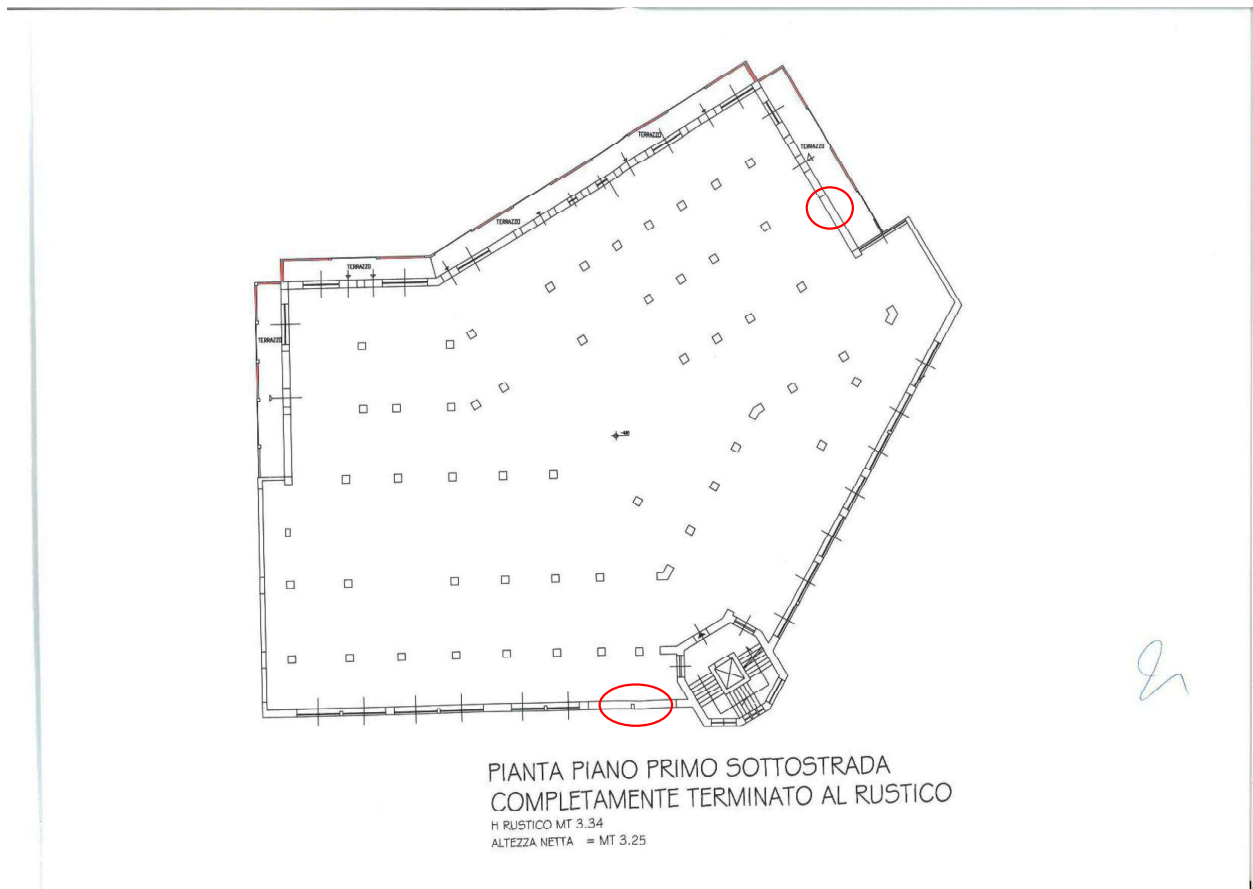 TERRAZZO
TERRAZZO
TERRAZZO
TERRAZZO
TERRAZZO
PIANTA PIANO PRIMO SOTTOSTRADA
COMPLETAMENTE TERMINATO AL RUSTICO
H RUSTICO MT 3.34
ALTEZZA NETTA = MT 3.25